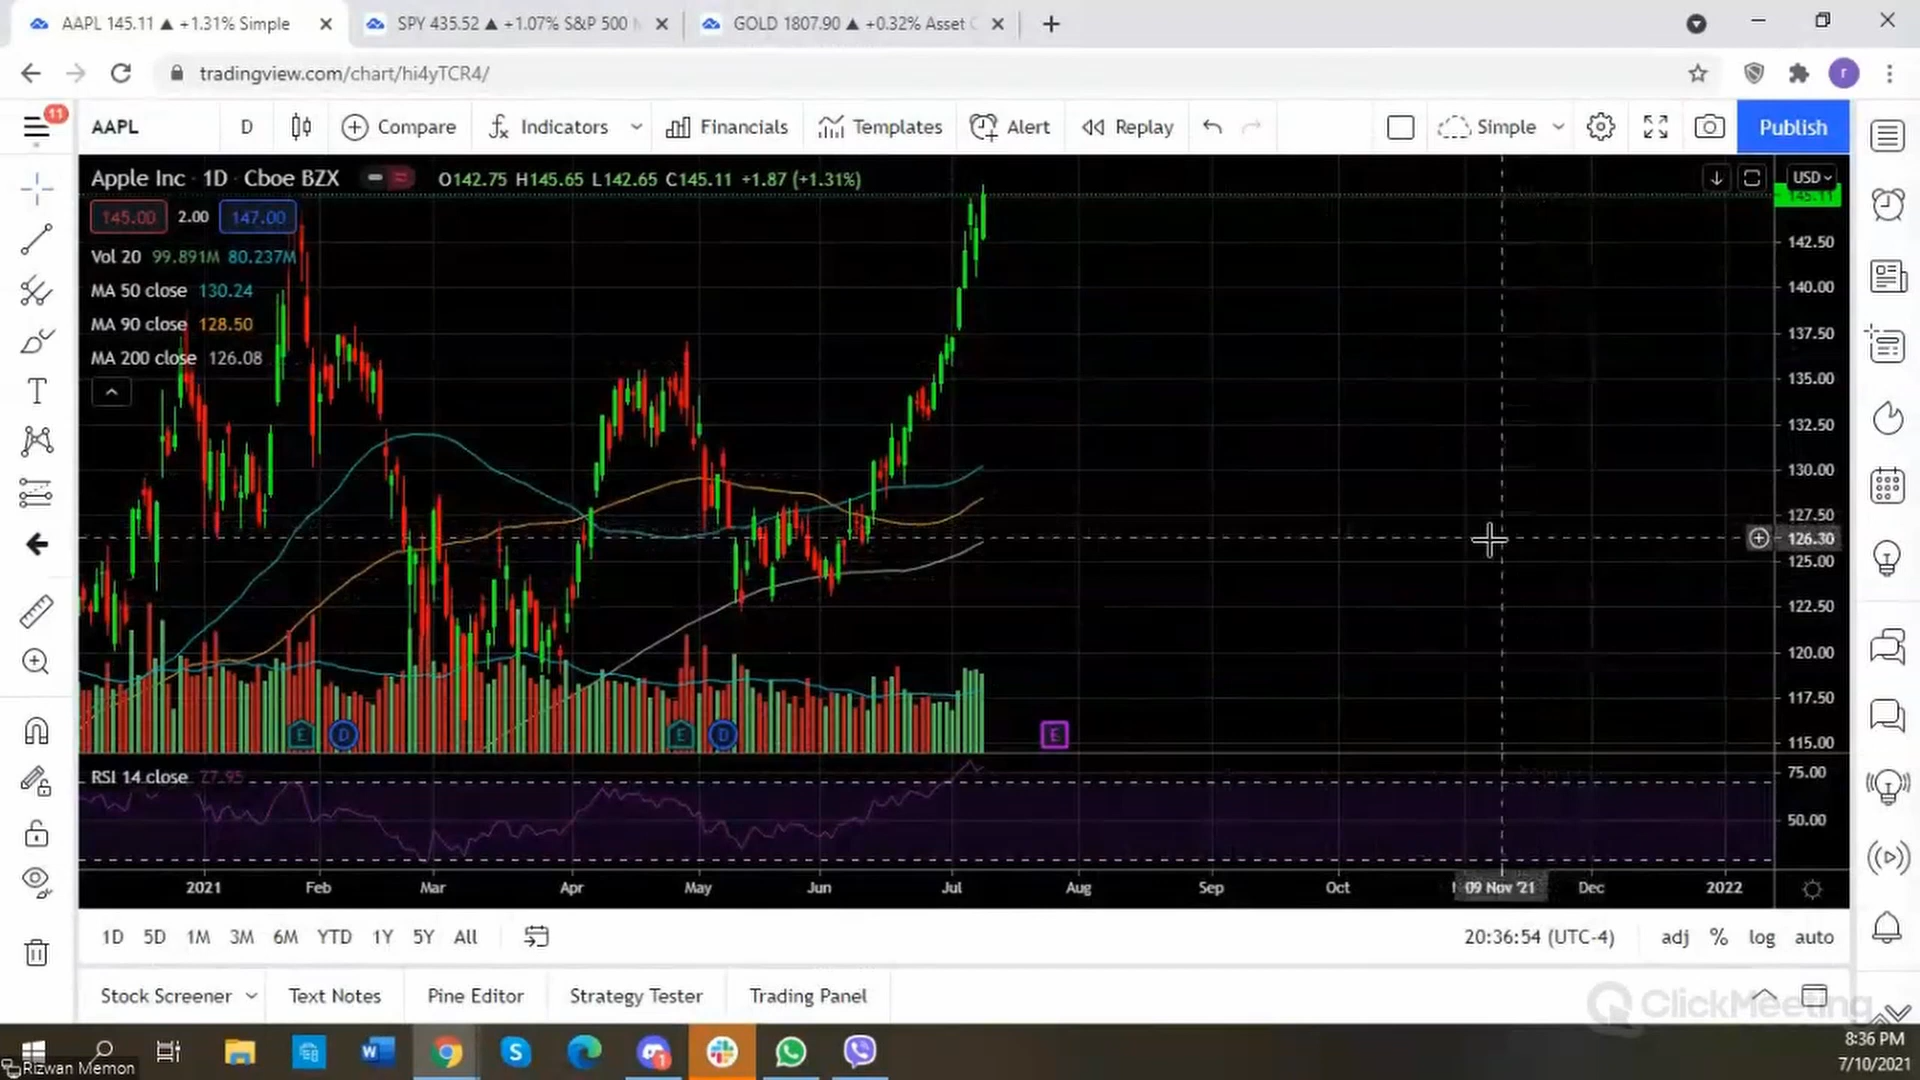 AAPL 145.11 ▲ +1.31% Simple
SPY 435.52 ▲ +1.07% S&P 500
GOLD 1807.90 ▲ +0.32% Asset
tradingview.com/chart/hi4yTCR4/
r
11
AAPL
D
Compare
Indicators
Financials
Templates
Alert
Replay
Simple
Publish
Apple Inc · 1D · Cboe BZX
O142.75 H145.65 L142.65 C145.11 +1.87 (+1.31%)
USD
145.11
145.00 2.00 147.00
Vol 20 99.891M 80.237M
MA 50 close 130.24
MA 90 close 128.50
MA 200 close 126.08
142.50
140.00
137.50
135.00
132.50
130.00
127.50
126.30
125.00
122.50
120.00
117.50
115.00
E D E D E
RSI 14 close 77.95
75.00
50.00
2021 Feb Mar Apr May Jun Jul Aug Sep Oct 09 Nov '21 Dec 2022
1D 5D 1M 3M 6M YTD 1Y 5Y All
20:36:54 (UTC-4)
adj % log auto
Stock Screener
Text Notes
Pine Editor
Strategy Tester
Trading Panel
ClickMeeting
Rizwan Memon
8:36 PM
7/10/2021